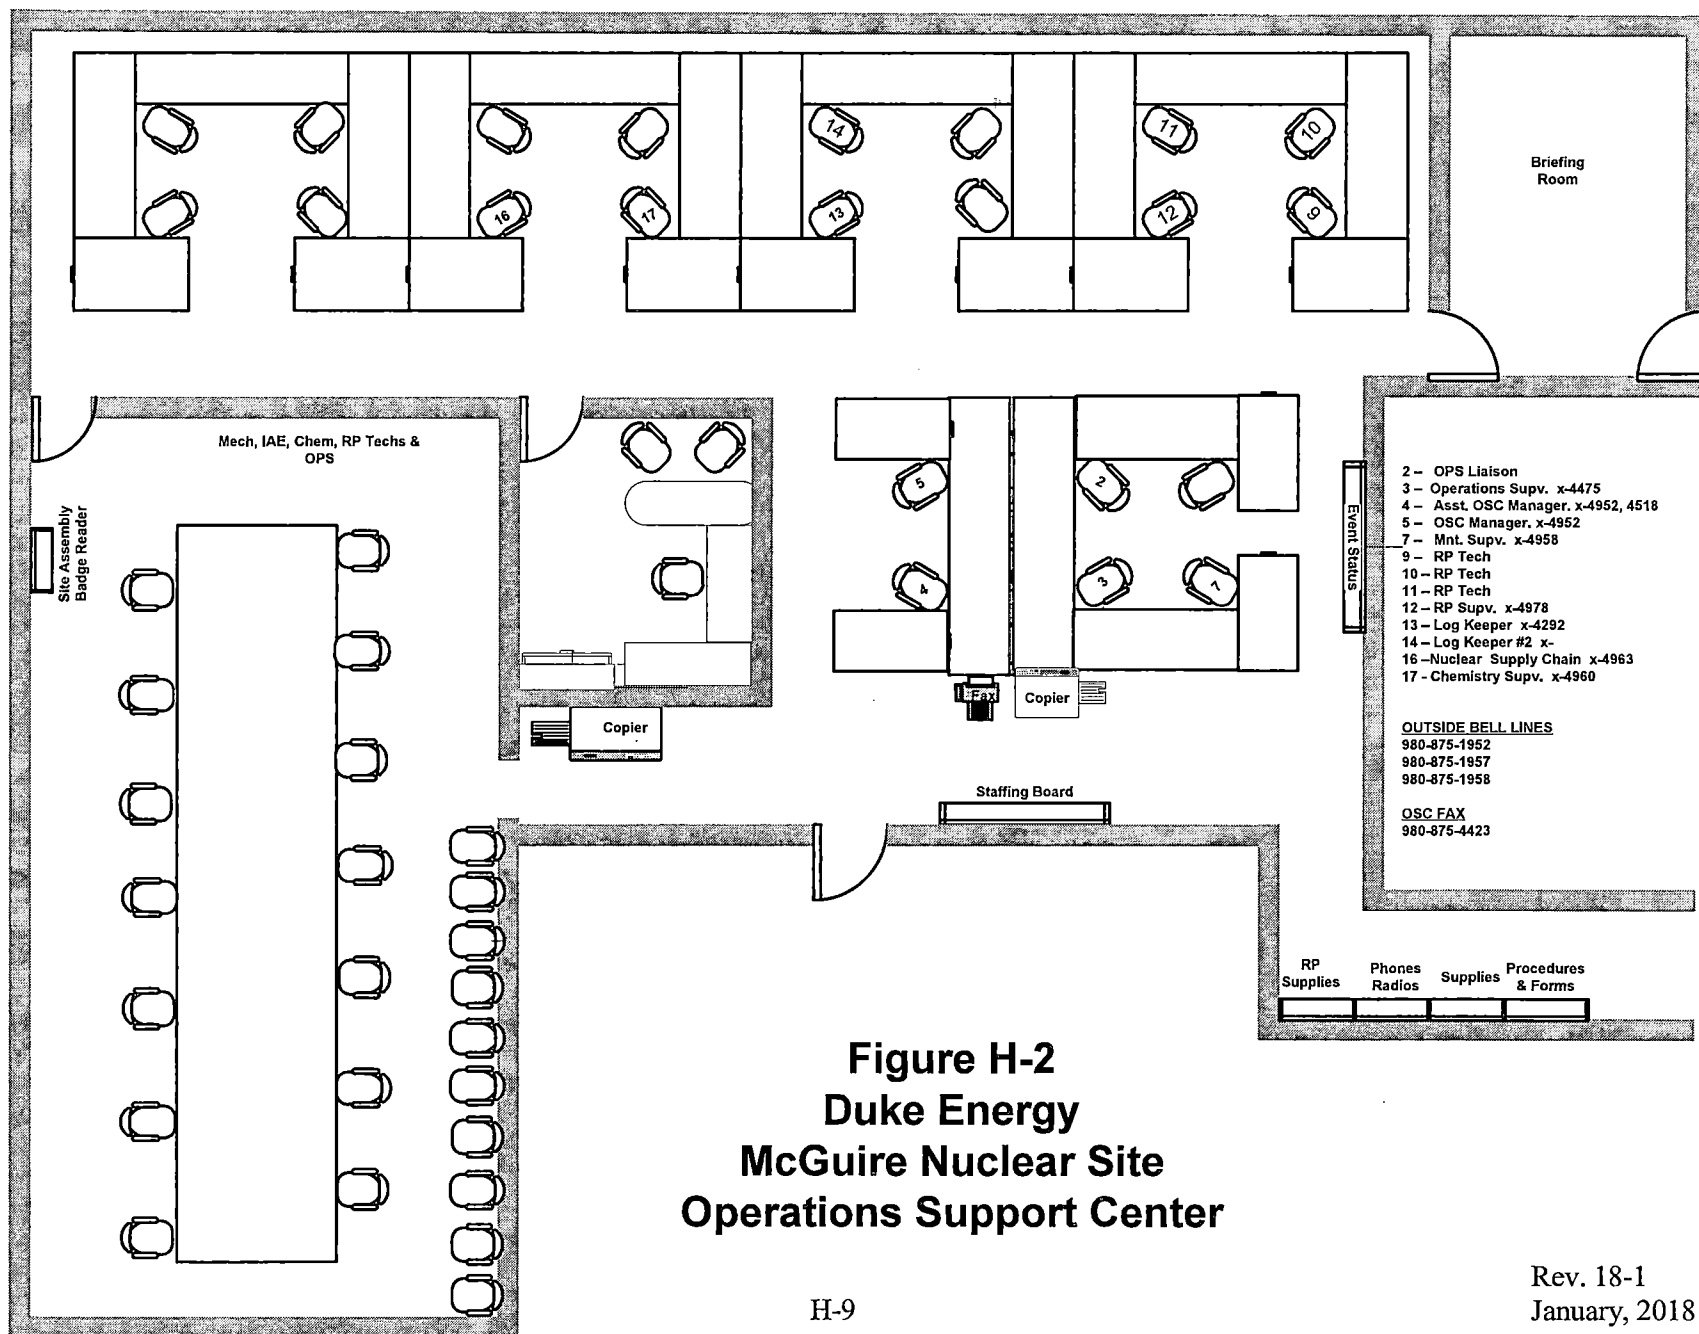 14
11
10
16
17
13
12
9
Briefing
Room
Mech, IAE, Chem, RP Techs &
OPS
Site Assembly
Badge Reader
5
2
4
3
7
Event Status
2 – OPS Liaison
3 – Operations Supv. x-4475
4 – Asst. OSC Manager. x-4952, 4518
5 – OSC Manager. x-4952
7 – Mnt. Supv. x-4958
9 – RP Tech
10 – RP Tech
11 – RP Tech
12 – RP Supv. x-4978
13 – Log Keeper x-4292
14 – Log Keeper #2 x-
16 –Nuclear Supply Chain x-4963
17 - Chemistry Supv. x-4960
OUTSIDE BELL LINES
980-875-1952
980-875-1957
980-875-1958
OSC FAX
980-875-4423
Fax
Copier
Copier
Staffing Board
RP
Supplies
Phones
Radios
Supplies
Procedures
& Forms
Figure H-2
Duke Energy
McGuire Nuclear Site
Operations Support Center
H-9
Rev. 18-1
January, 2018